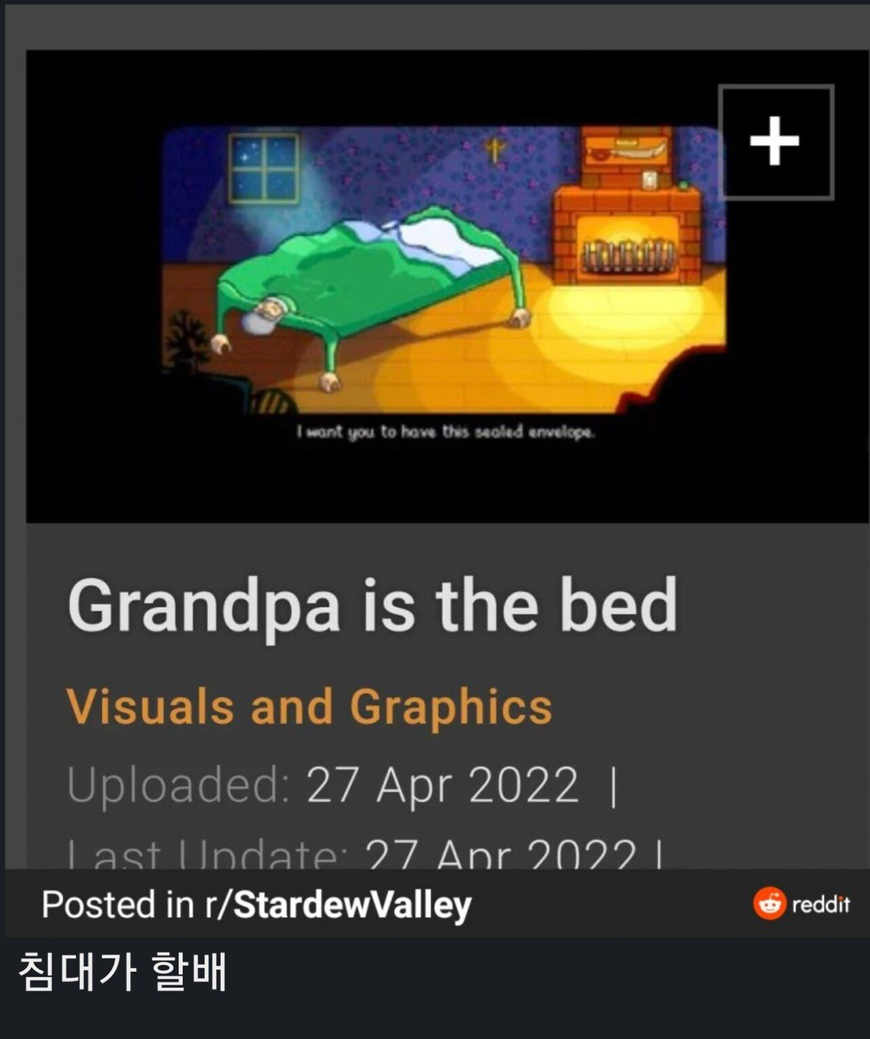 I want you to have this sealed envelope.
Grandpa is the bed
Visuals and Graphics
Uploaded: 27 Apr 2022 |
Last Update: 27 Apr 2022 |
Posted in r/StardewValley
reddit
침대가 할배